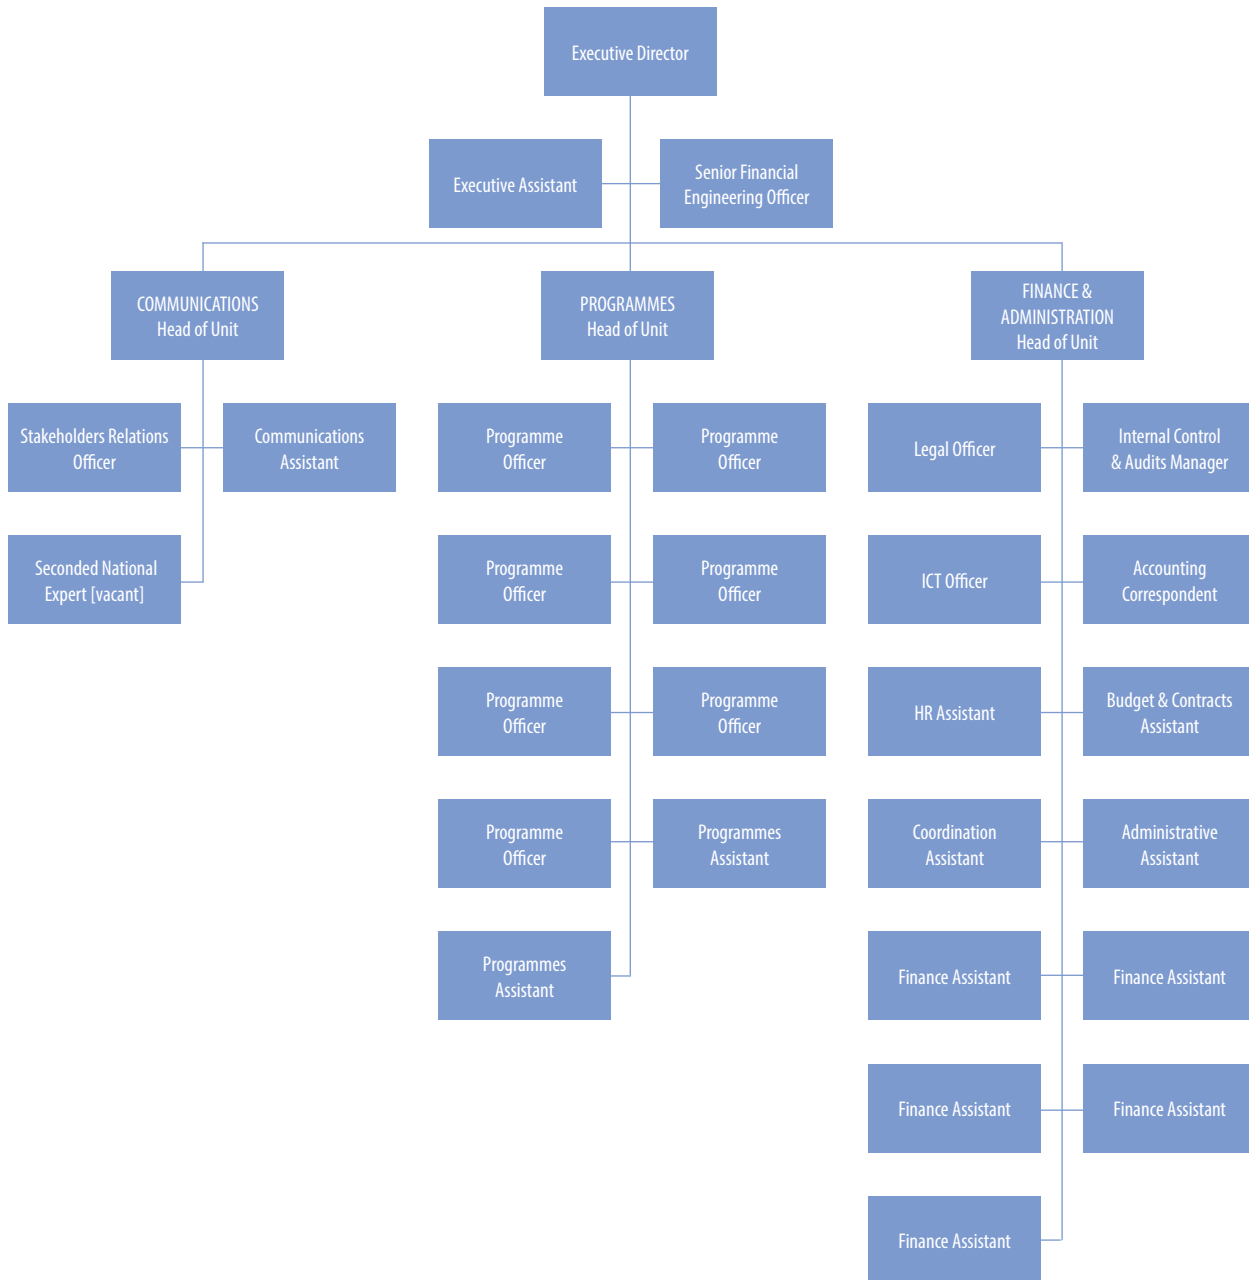 Executive Director
Executive Assistant
Senior Financial
Engineering Officer
COMMUNICATIONS
Head of Unit
PROGRAMMES
Head of Unit
FINANCE &
ADMINISTRATION
Head of Unit
Stakeholders Relations
Officer
Communications
Assistant
Programme
Officer
Programme
Officer
Legal Officer
Internal Control
& Audits Manager
Seconded National
Expert [vacant]
Programme
Officer
Programme
Officer
ICT Officer
Accounting
Correspondent
Programme
Officer
Programme
Officer
HR Assistant
Budget & Contracts
Assistant
Programme
Officer
Programmes
Assistant
Coordination
Assistant
Administrative
Assistant
Programmes
Assistant
Finance Assistant
Finance Assistant
Finance Assistant
Finance Assistant
Finance Assistant